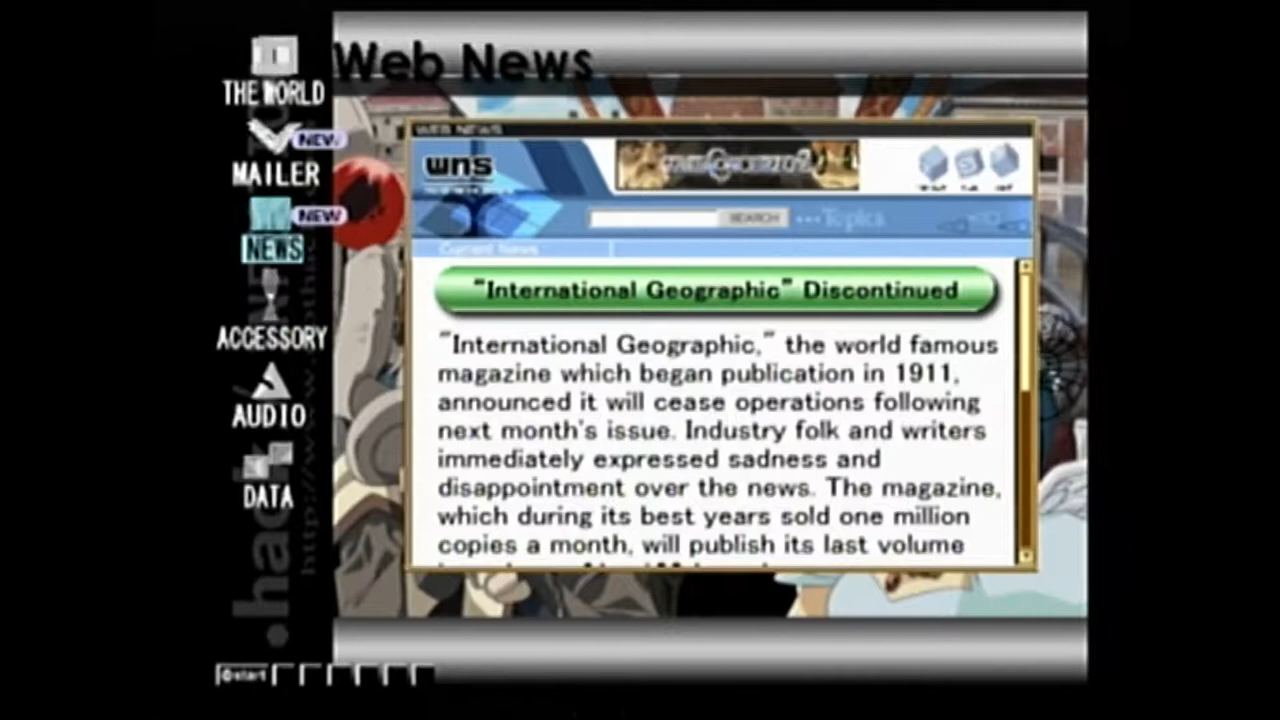 Web News
THE WORLD
NEW
MAILER
NEW
NEWS
ACCESSORY
AUDIO
DATA
.hack
http://www.
start
WEB NEWS
wns
SEARCH
Topics
Current News
"International Geographic" Discontinued
"International Geographic," the world famous
magazine which began publication in 1911,
announced it will cease operations following
next month's issue. Industry folk and writers
immediately expressed sadness and
disappointment over the news. The magazine,
which during its best years sold one million
copies a month, will publish its last volume